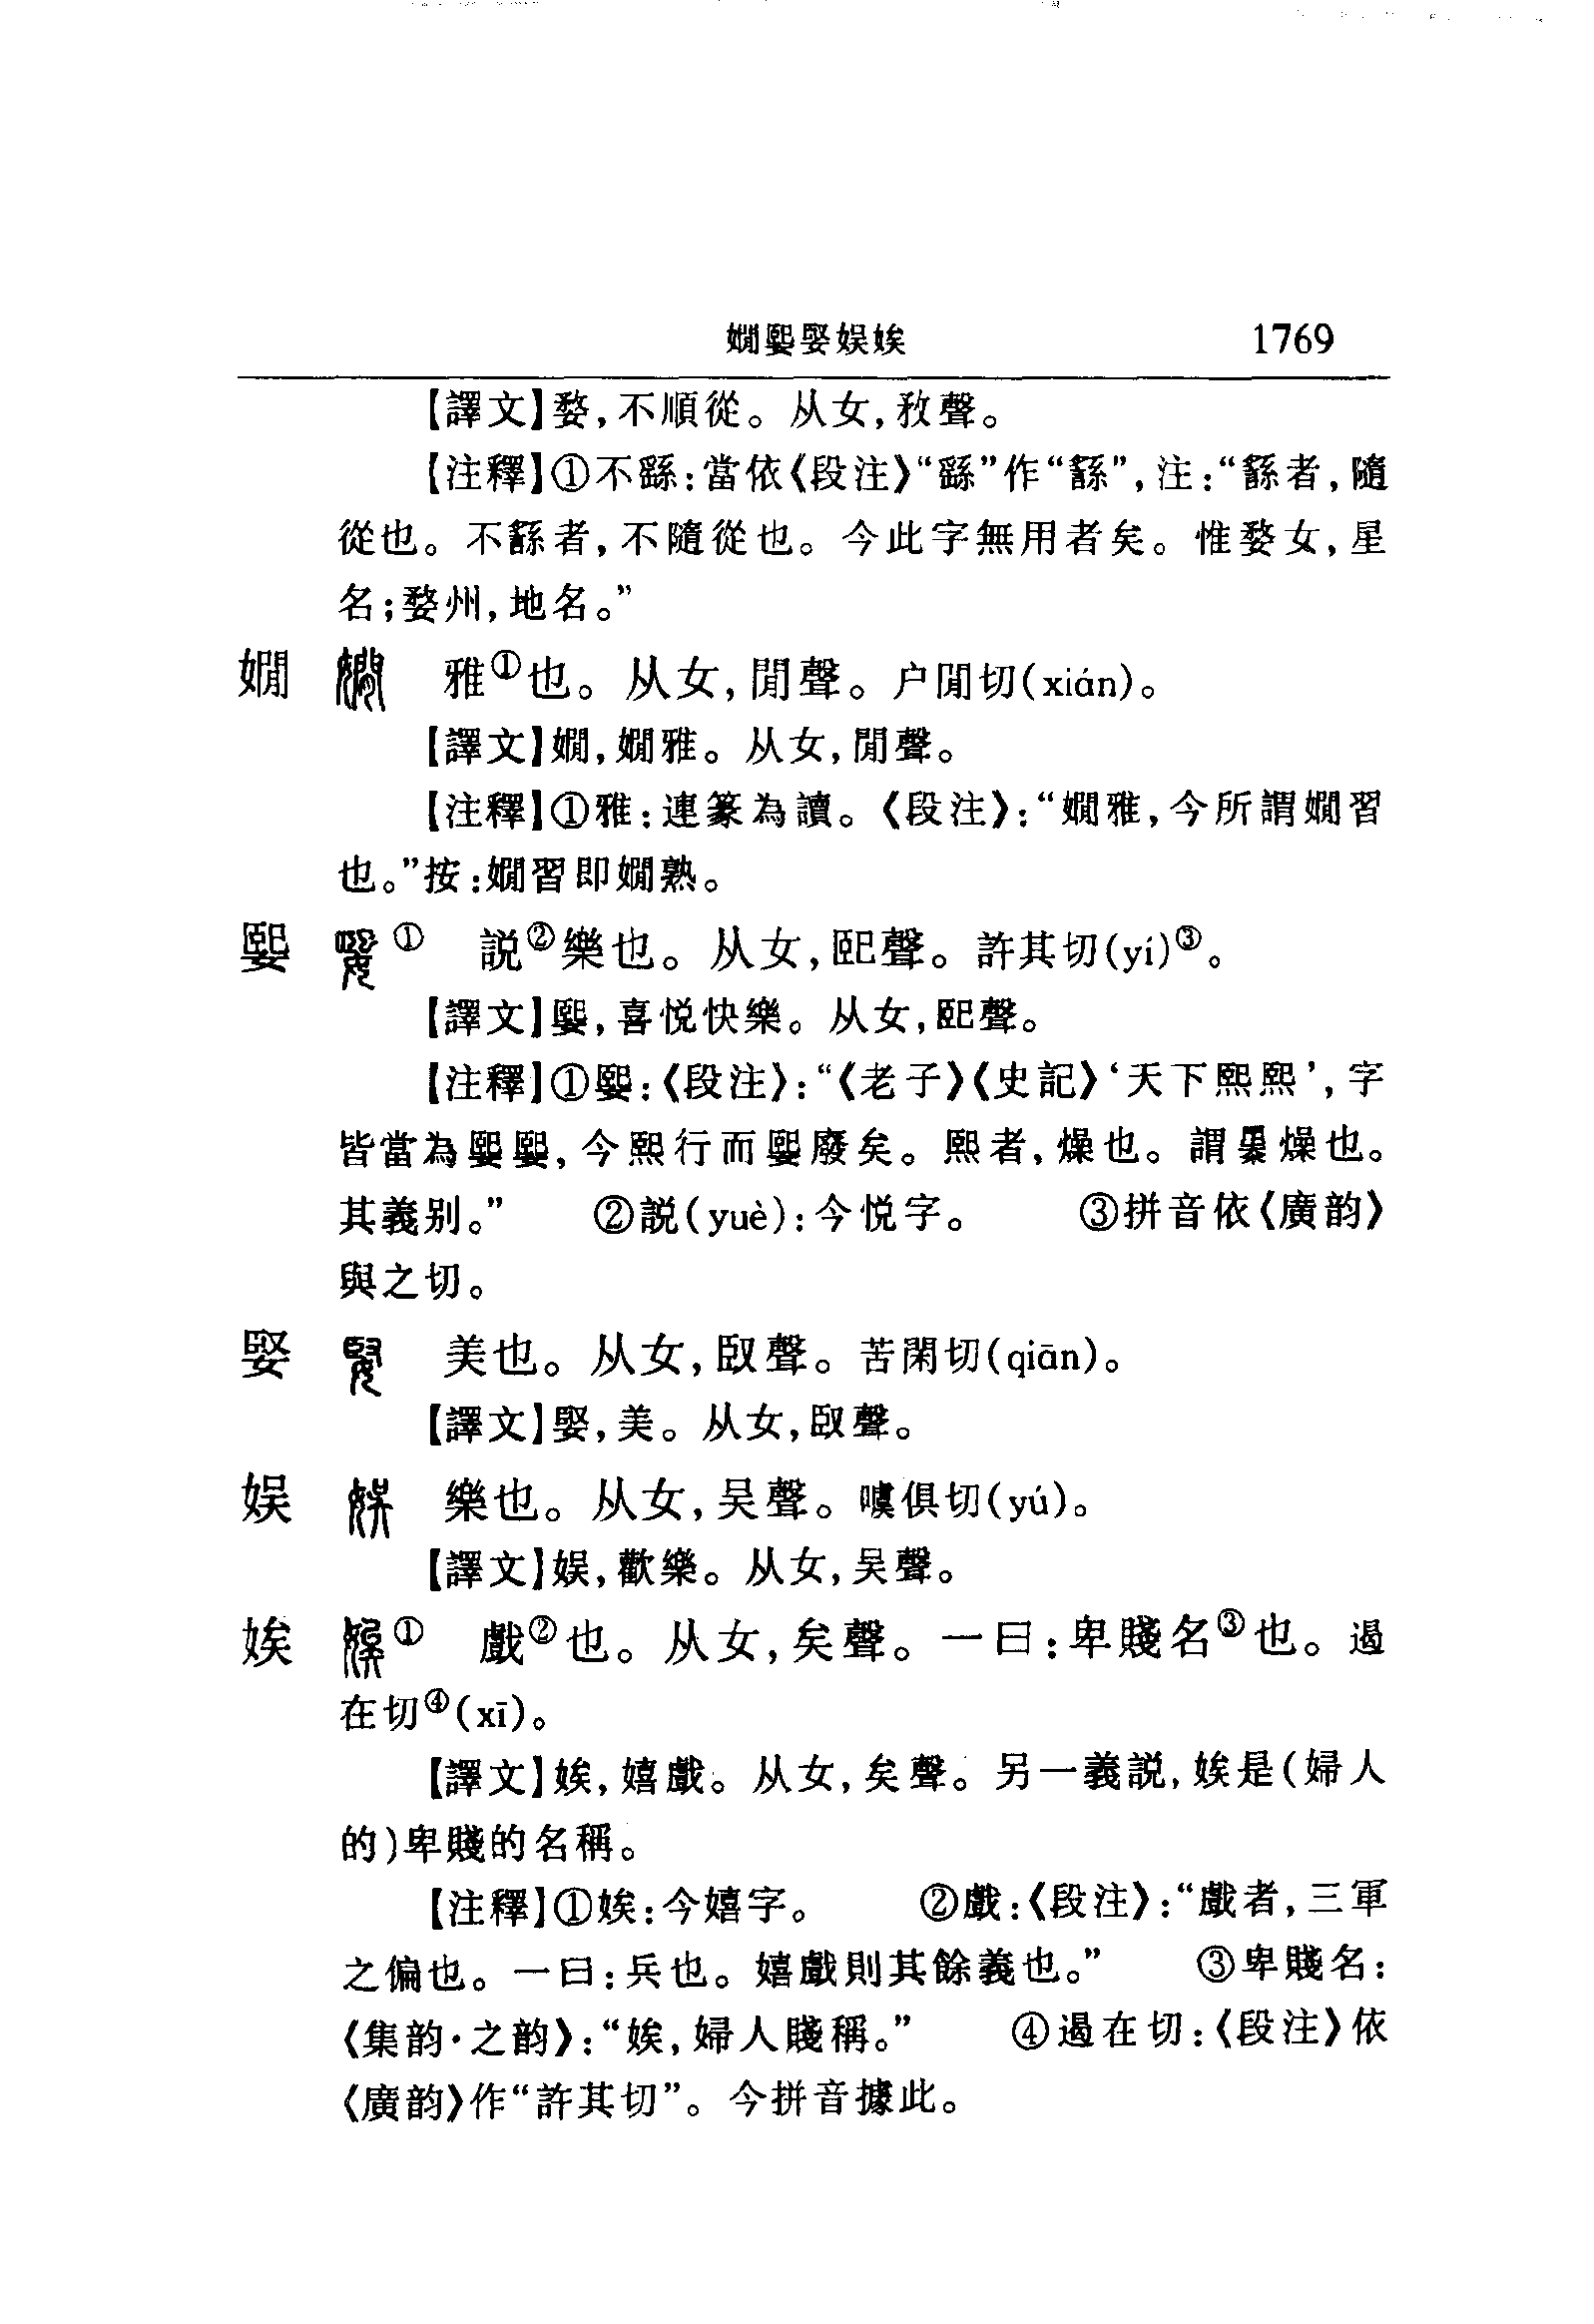 嫺㜯婜娱娭 1769
【譯文】婺,不順從。从女,敄聲。
【注釋】①不繇:當依《段注》“繇”作“䌛”,注:“䌛者,隨
從也。不䌛者,不隨從也。今此字無用者矣。惟婺女,星
名;婺州,地名。”
嫺 雅①也。从女,閒聲。户閒切(xián)。
【譯文】嫺,嫺雅。从女,閒聲。
【注釋】①雅:連篆為讀。《段注》:“嫺雅,今所謂嫺習
也。”按:嫺習即嫺熟。
㜯 ① 説②樂也。从女,巸聲。許其切(yí)③。
【譯文】㜯,喜悦快樂。从女,巸聲。
【注釋】①㜯:《段注》:“《老子》《史記》‘天下熙熙’,字
皆當為㜯㜯,今熙行而㜯廢矣。熙者,燥也。謂㬥燥也。
其義别。” ②説(yuè):今悦字。 ③拼音依《廣韵》
與之切。
婜 美也。从女,臤聲。苦閑切(qiān)。
【譯文】婜,美。从女,臤聲。
娱 樂也。从女,吴聲。噳俱切(yú)。
【譯文】娱,歡樂。从女,吴聲。
娭 ① 戲②也。从女,矣聲。一曰:卑賤名③也。遏
在切④(xī)。
【譯文】娭,嬉戲。从女,矣聲。另一義説,娭是(婦人
的)卑賤的名稱。
【注釋】①娭:今嬉字。 ②戲:《段注》:“戲者,三軍
之偏也。一曰:兵也。嬉戲則其餘義也。” ③卑賤名:
《集韵·之韵》:“娭,婦人賤稱。” ④遏在切:《段注》依
《廣韵》作“許其切”。今拼音據此。